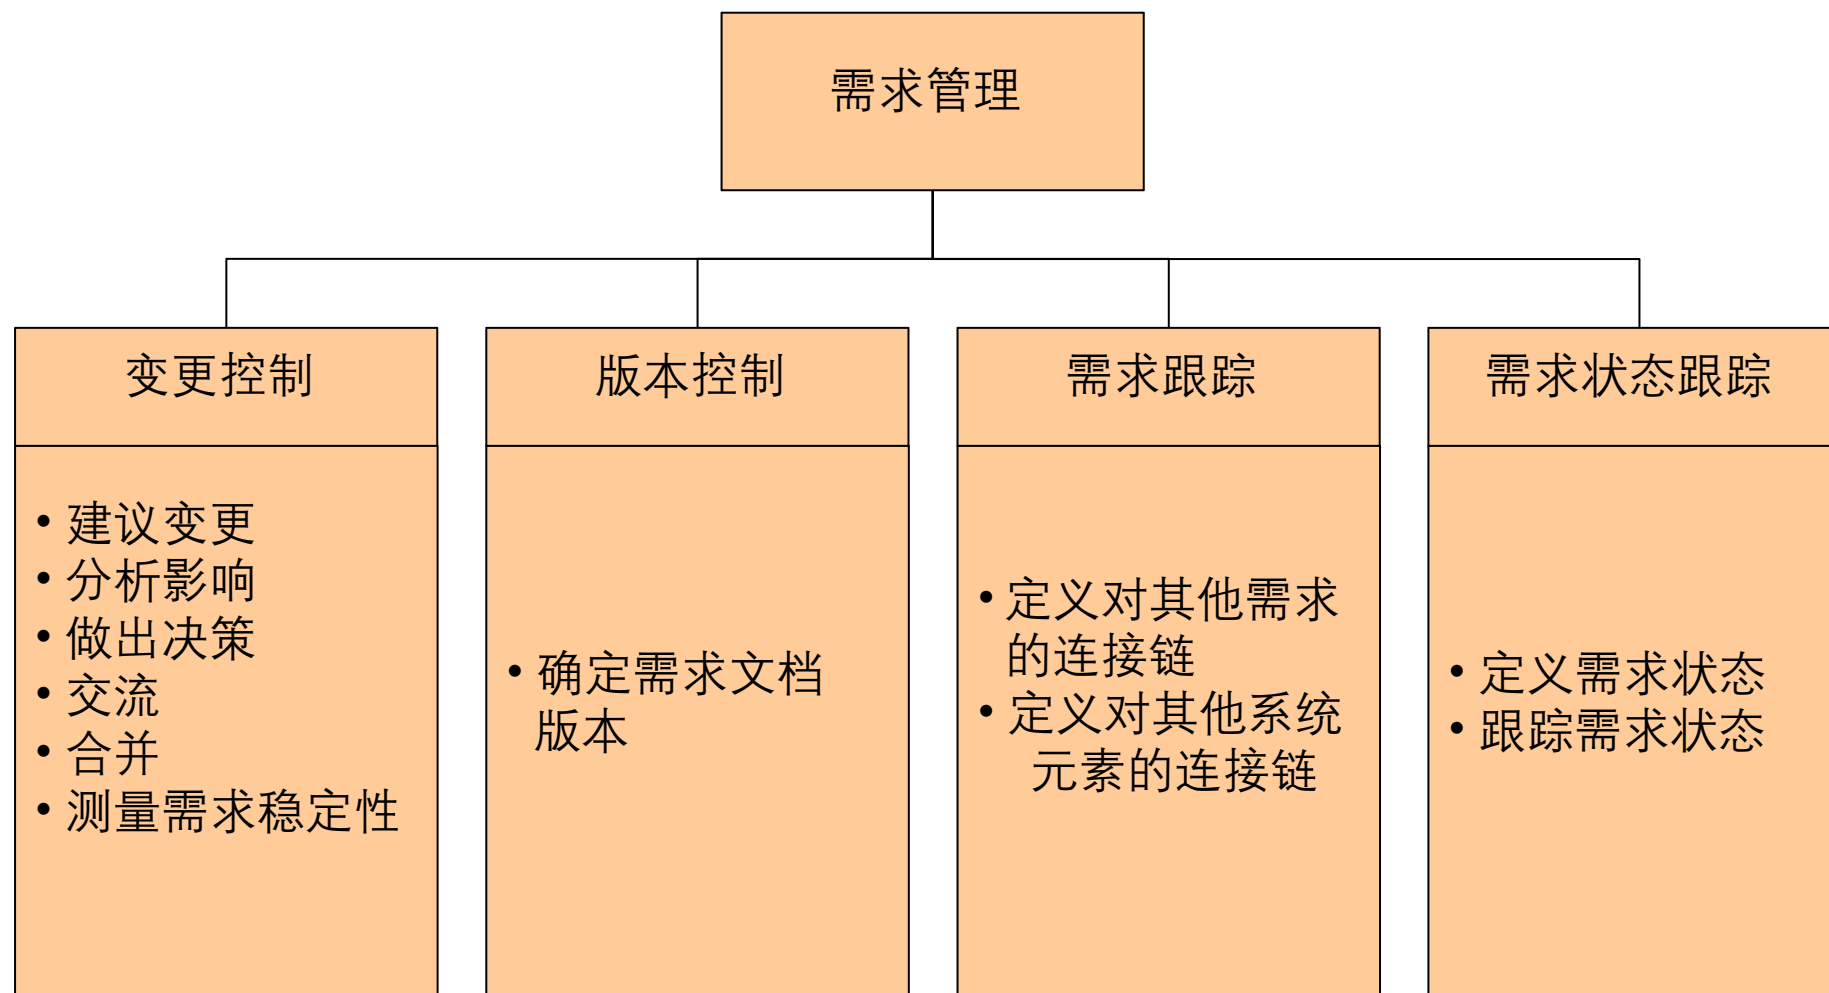 需求管理
变更控制
• 建议变更
• 分析影响
• 做出决策
• 交流
• 合并
• 测量需求稳定性
版本控制
• 确定需求文档
版本
需求跟踪
• 定义对其他需求
的连接链
• 定义对其他系统
元素的连接链
需求状态跟踪
• 定义需求状态
• 跟踪需求状态